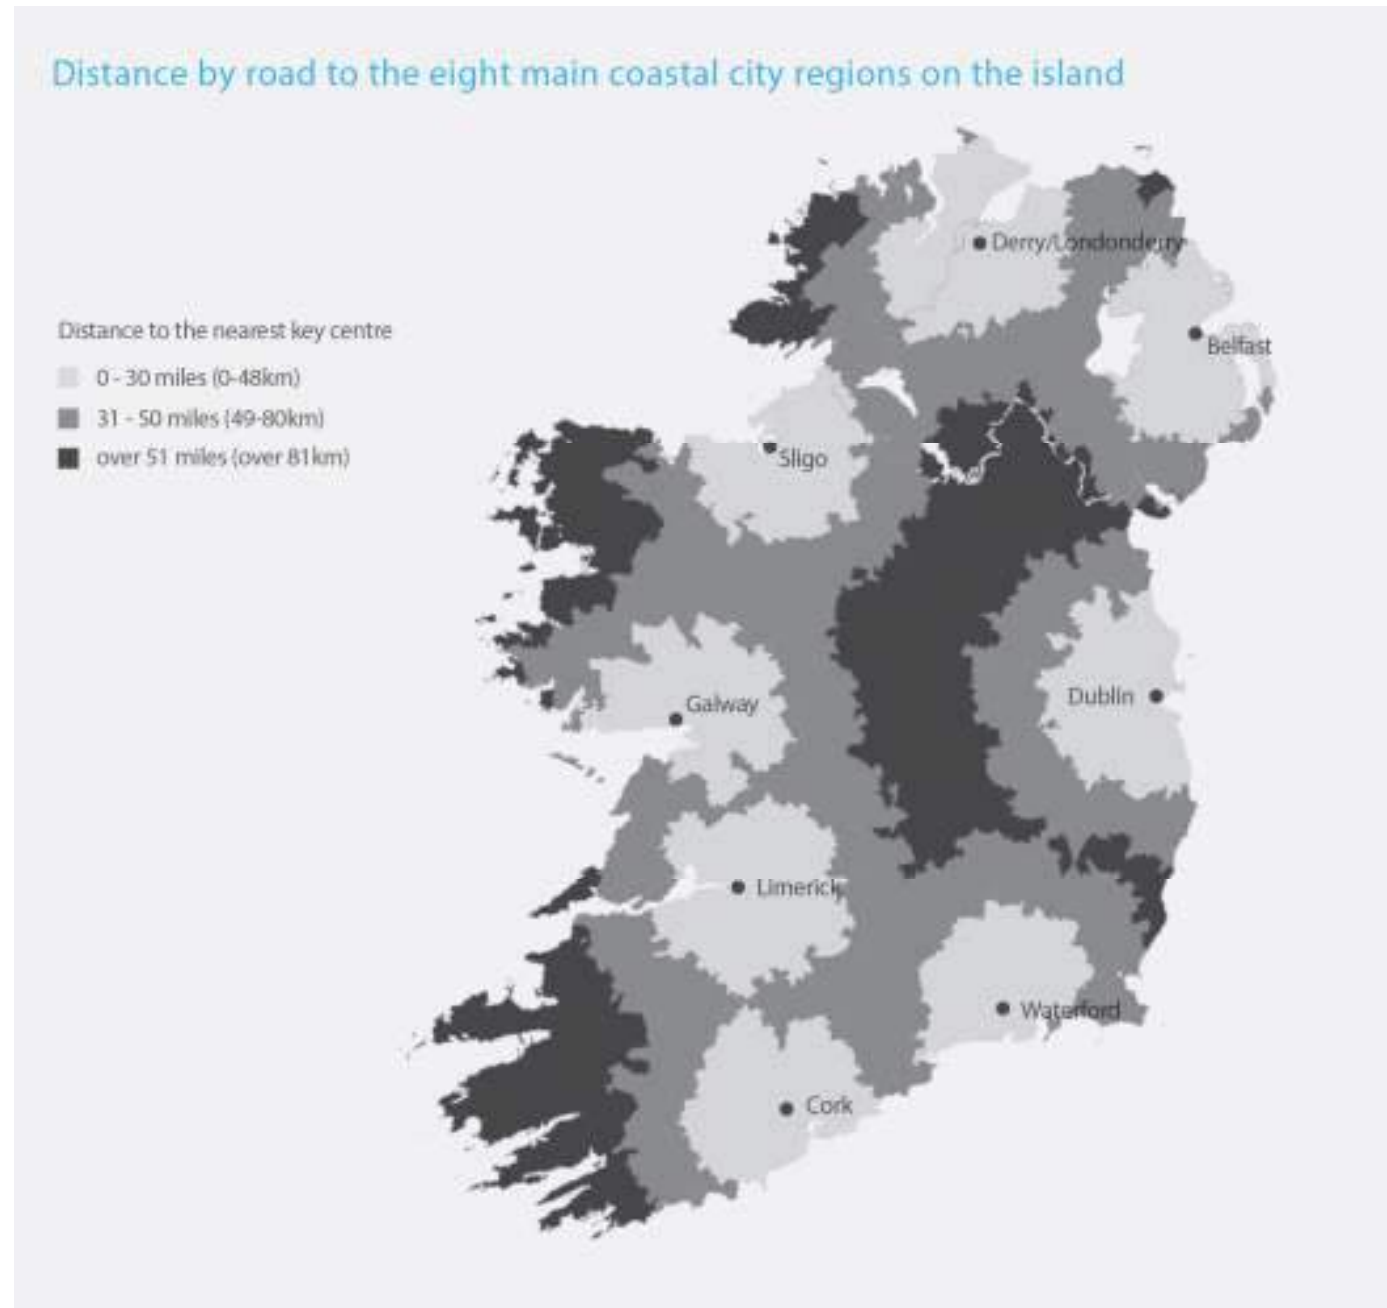 Distance by road to the eight main coastal city regions on the island
Derry/Londonderry
Belfast
Distance to the nearest key centre
0 - 30 miles (0-48km)
31 - 50 miles (49-80km)
over 51 miles (over 81km)
Sligo
Dublin
Galway
Limerick
Waterford
Cork